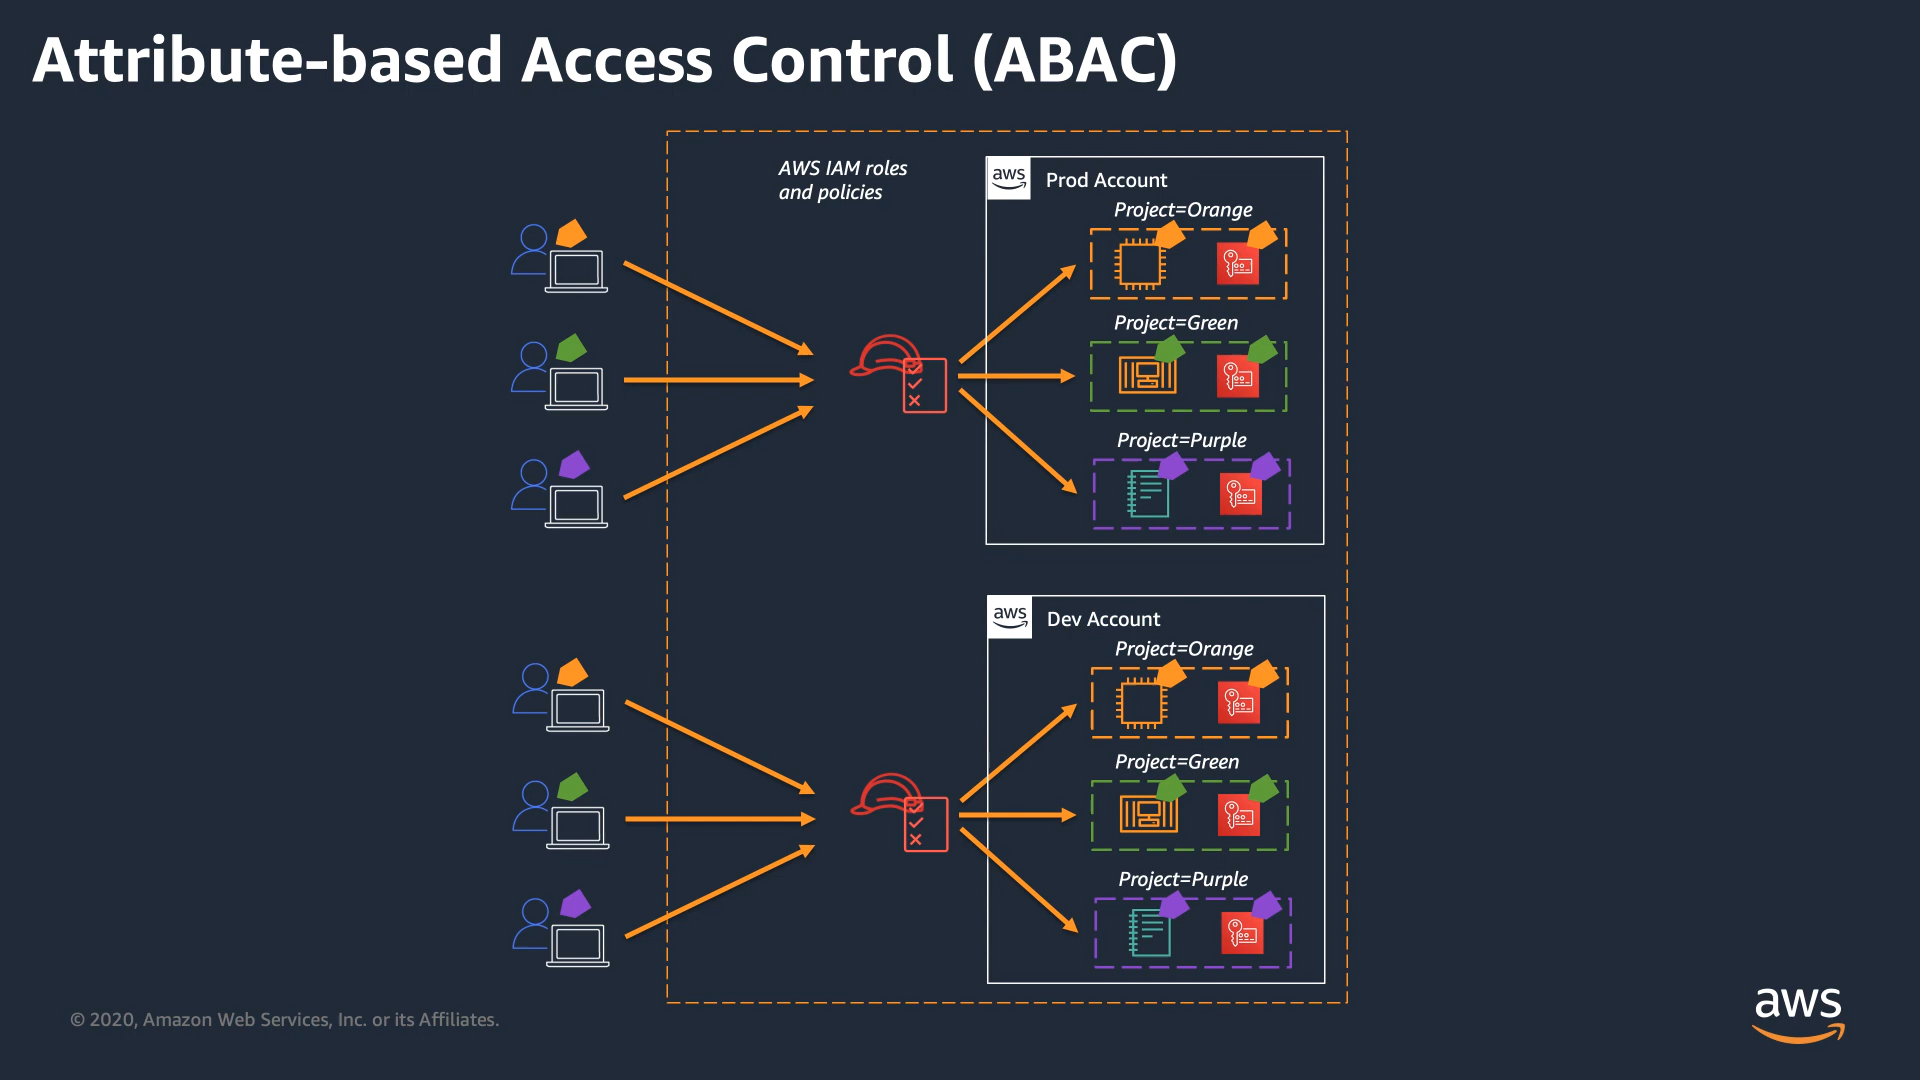 Attribute-based Access Control (ABAC)
AWS IAM roles
and policies
aws
Prod Account
Project=Orange
Project=Green
Project=Purple
aws
Dev Account
Project=Orange
Project=Green
Project=Purple
© 2020, Amazon Web Services, Inc. or its Affiliates.
aws